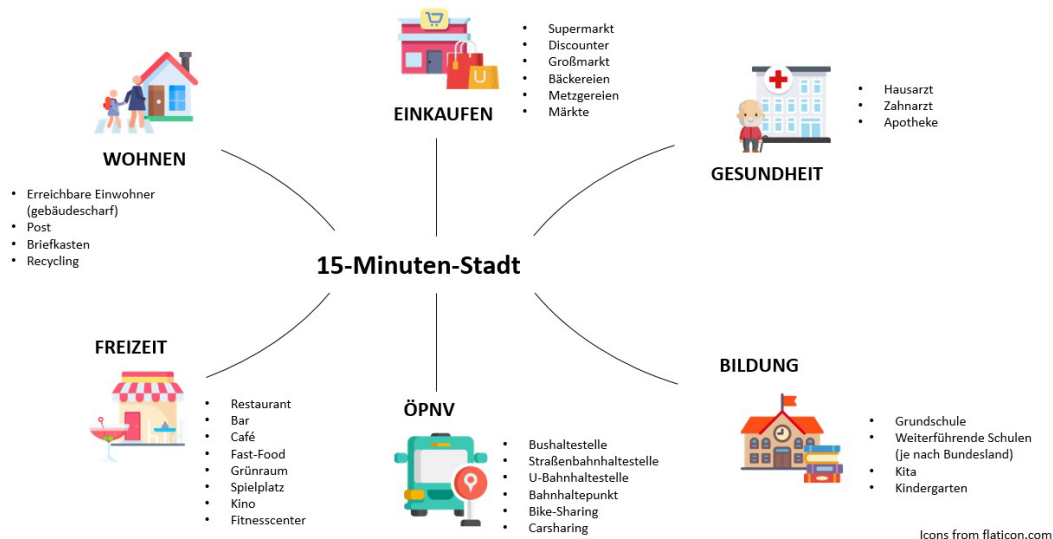 WOHNEN
• Erreichbare Einwohner
(gebäudescharf)
• Post
• Briefkasten
• Recycling
EINKAUFEN
• Supermarkt
• Discounter
• Großmarkt
• Bäckereien
• Metzgereien
• Märkte
GESUNDHEIT
• Hausarzt
• Zahnarzt
• Apotheke
15-Minuten-Stadt
FREIZEIT
• Restaurant
• Bar
• Café
• Fast-Food
• Grünraum
• Spielplatz
• Kino
• Fitnesscenter
ÖPNV
• Bushaltestelle
• Straßenbahnhaltestelle
• U-Bahnhaltestelle
• Bahnhaltepunkt
• Bike-Sharing
• Carsharing
BILDUNG
• Grundschule
• Weiterführende Schulen
(je nach Bundesland)
• Kita
• Kindergarten
Icons from flaticon.com